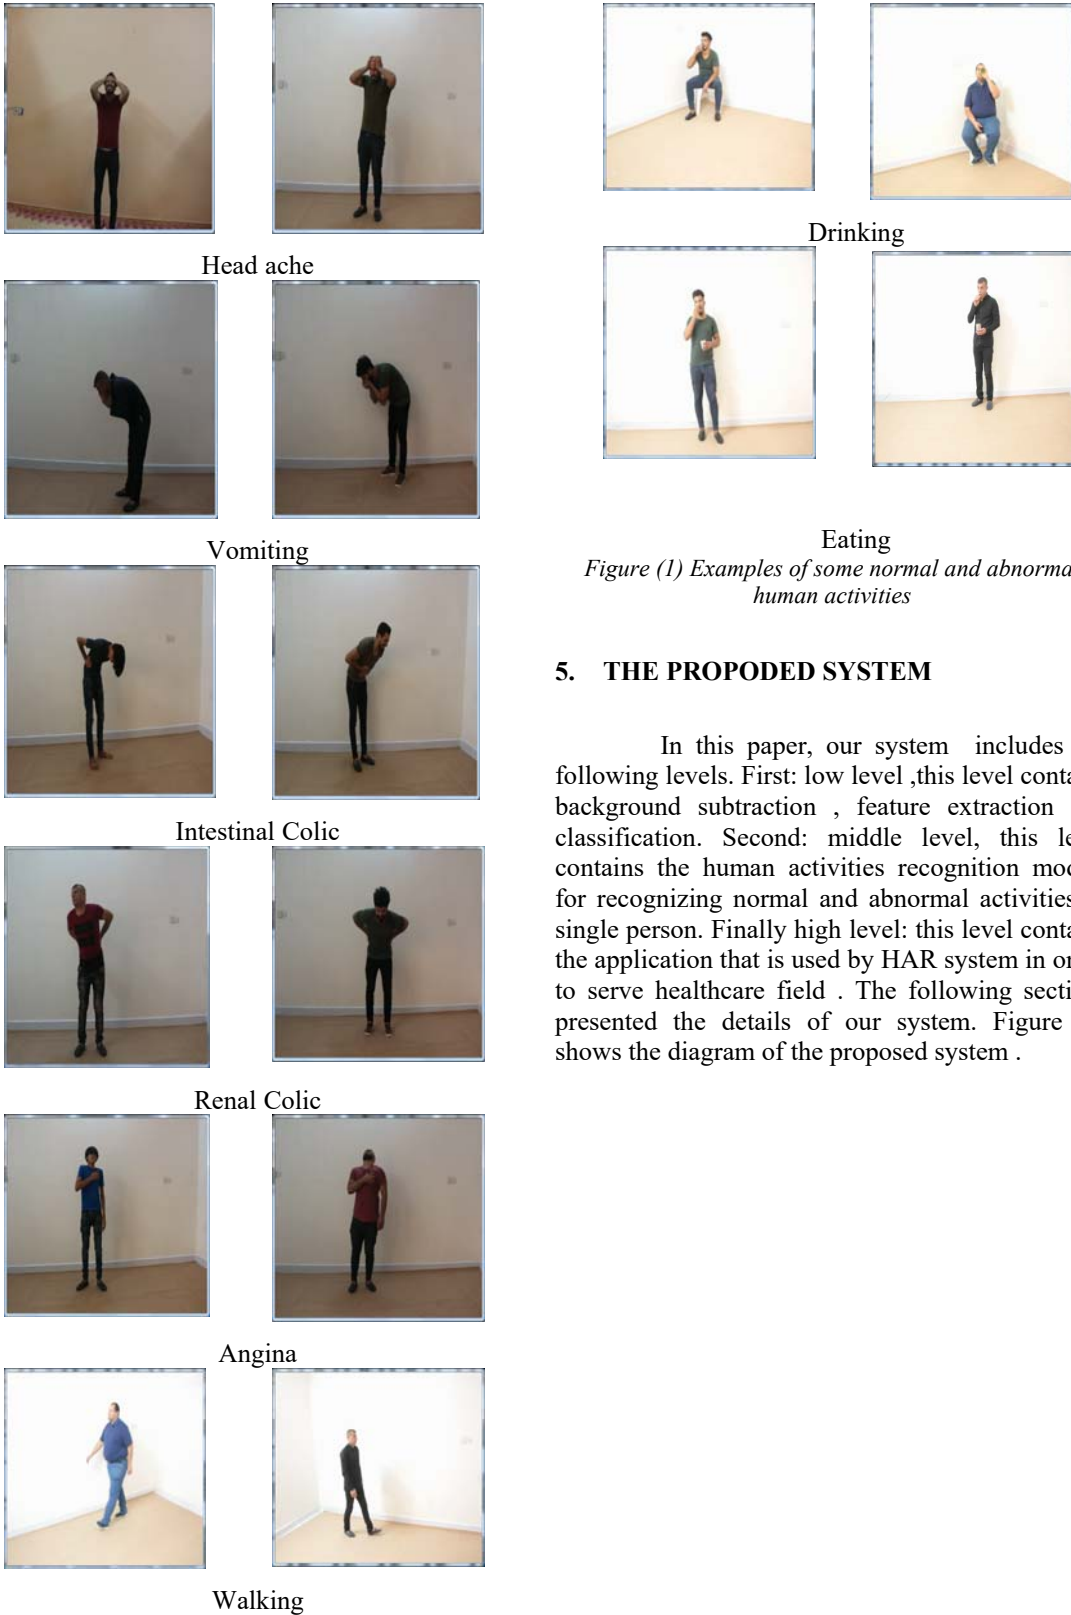 Head ache
Vomiting
Intestinal Colic
Renal Colic
Angina
Walking
Drinking
Eating
Figure (1) Examples of some normal and abnorma
human activities
5. THE PROPODED SYSTEM
In this paper, our system includes
following levels. First: low level ,this level conta
background subtraction , feature extraction
classification. Second: middle level, this le
contains the human activities recognition mod
for recognizing normal and abnormal activities
single person. Finally high level: this level conta
the application that is used by HAR system in or
to serve healthcare field . The following secti
presented the details of our system. Figure
shows the diagram of the proposed system .